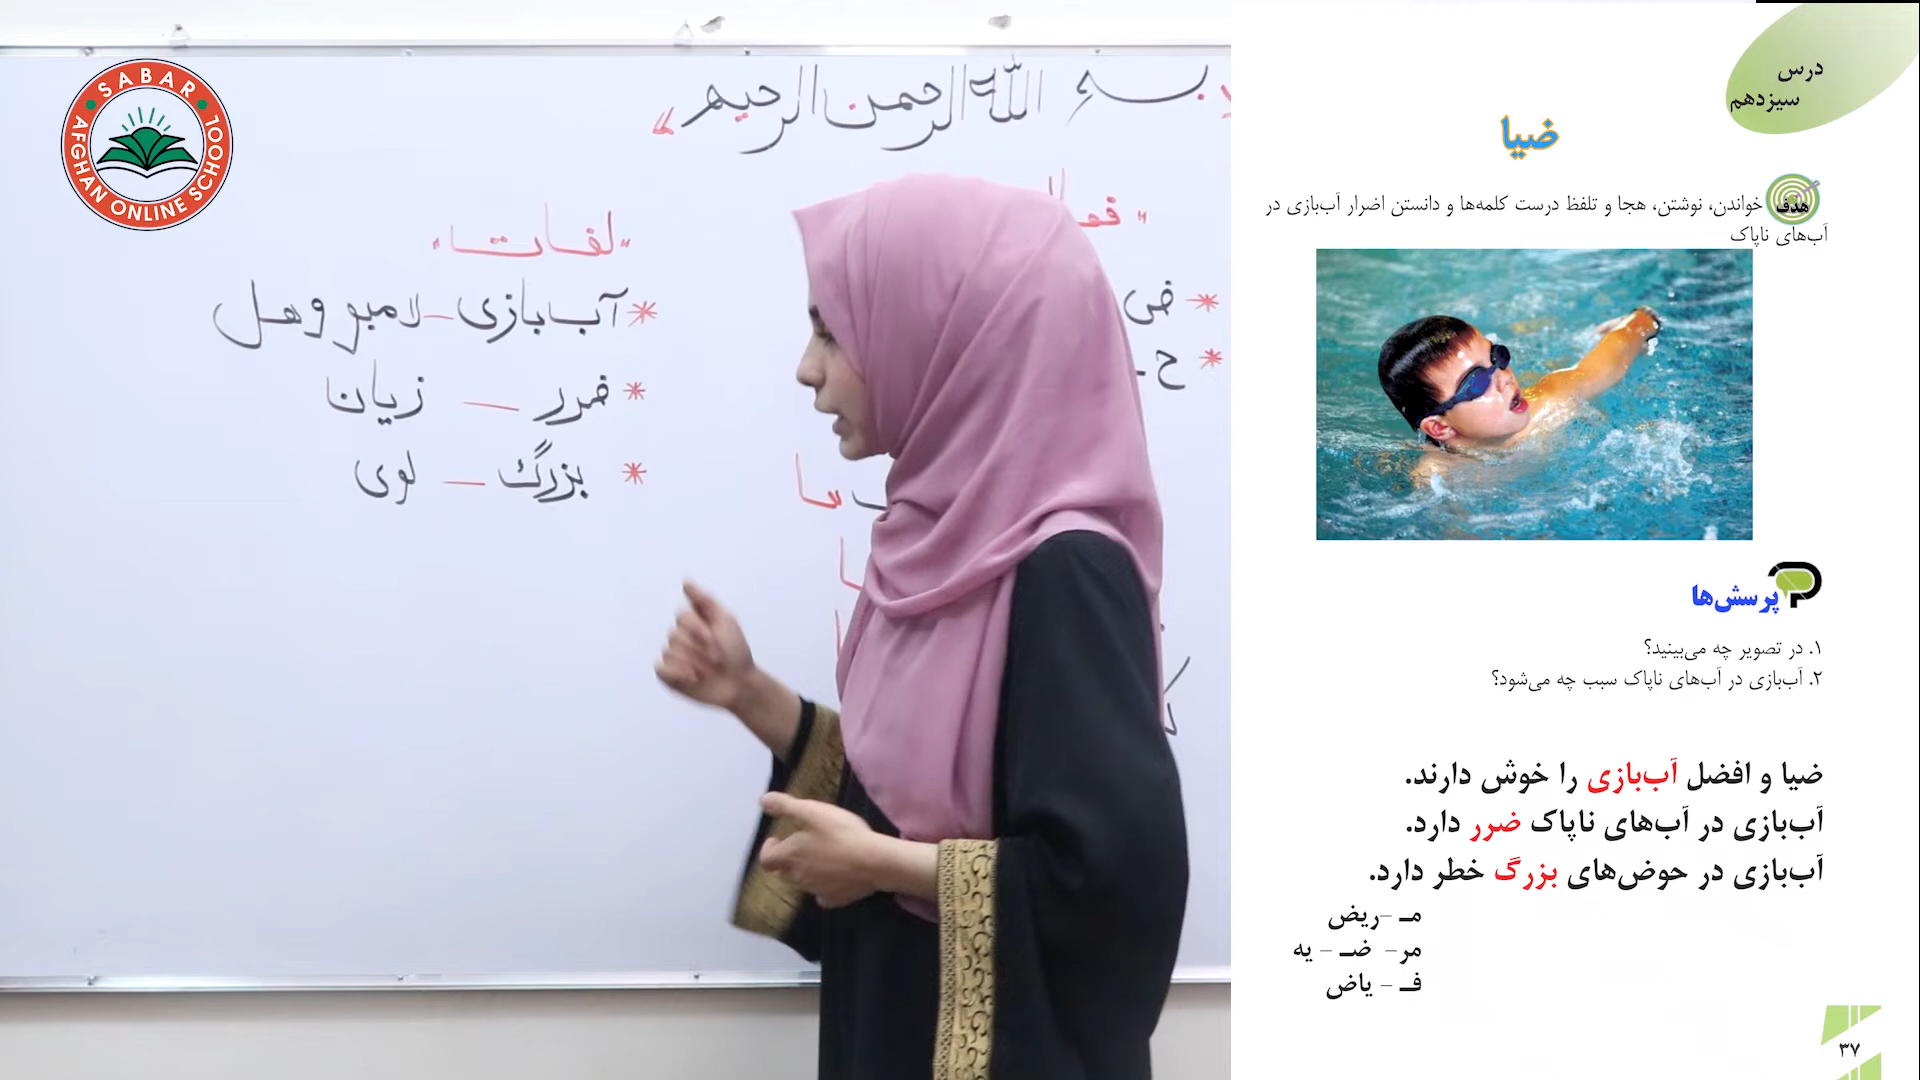 SABAR
AFGHAN ONLINE SCHOOL
بسم الله الرحمن الرحیم
"لغات"
* آب بازی – لامبو وهل
* ضرر – زیان
* بزرگ – لوی
درس
سیزدهم
ضیا
هدف
خواندن، نوشتن، هجا و تلفظ درست کلمه‌ها و دانستن اضرار آب‌بازی در
آب‌های ناپاک
پرسش‌ها
۱. در تصویر چه می‌بینید؟
۲. آب‌بازی در آب‌های ناپاک سبب چه می‌شود؟
ضیا و افضل آب‌بازی را خوش دارند.
آب‌بازی در آب‌های ناپاک ضرر دارد.
آب‌بازی در حوض‌های بزرگ خطر دارد.
مـ –ریض
مر– ضـ – یه
فـ – یاض
۳۷